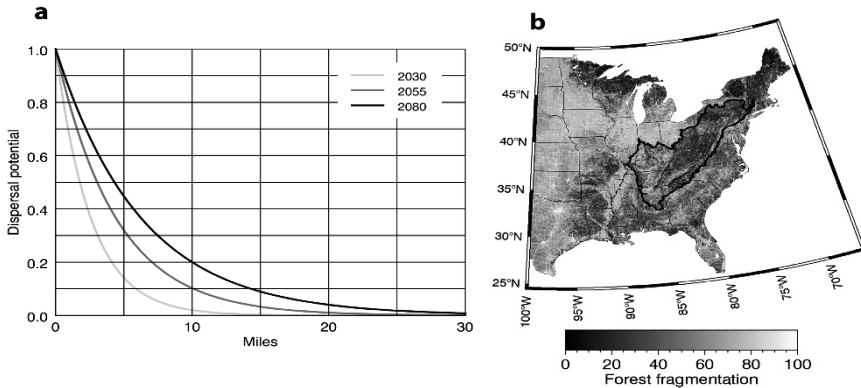 a
1.0
0.8
0.6
0.4
0.2
0.0
Dispersal potential
2030
2055
2080
0 5 10 15 20 30
Miles
b
50°N
45°N
40°N
35°N
30°N
25°N
100°W
95°W
90°W
85°W
80°W
75°W
70°W
0 20 40 60 80 100
Forest fragmentation